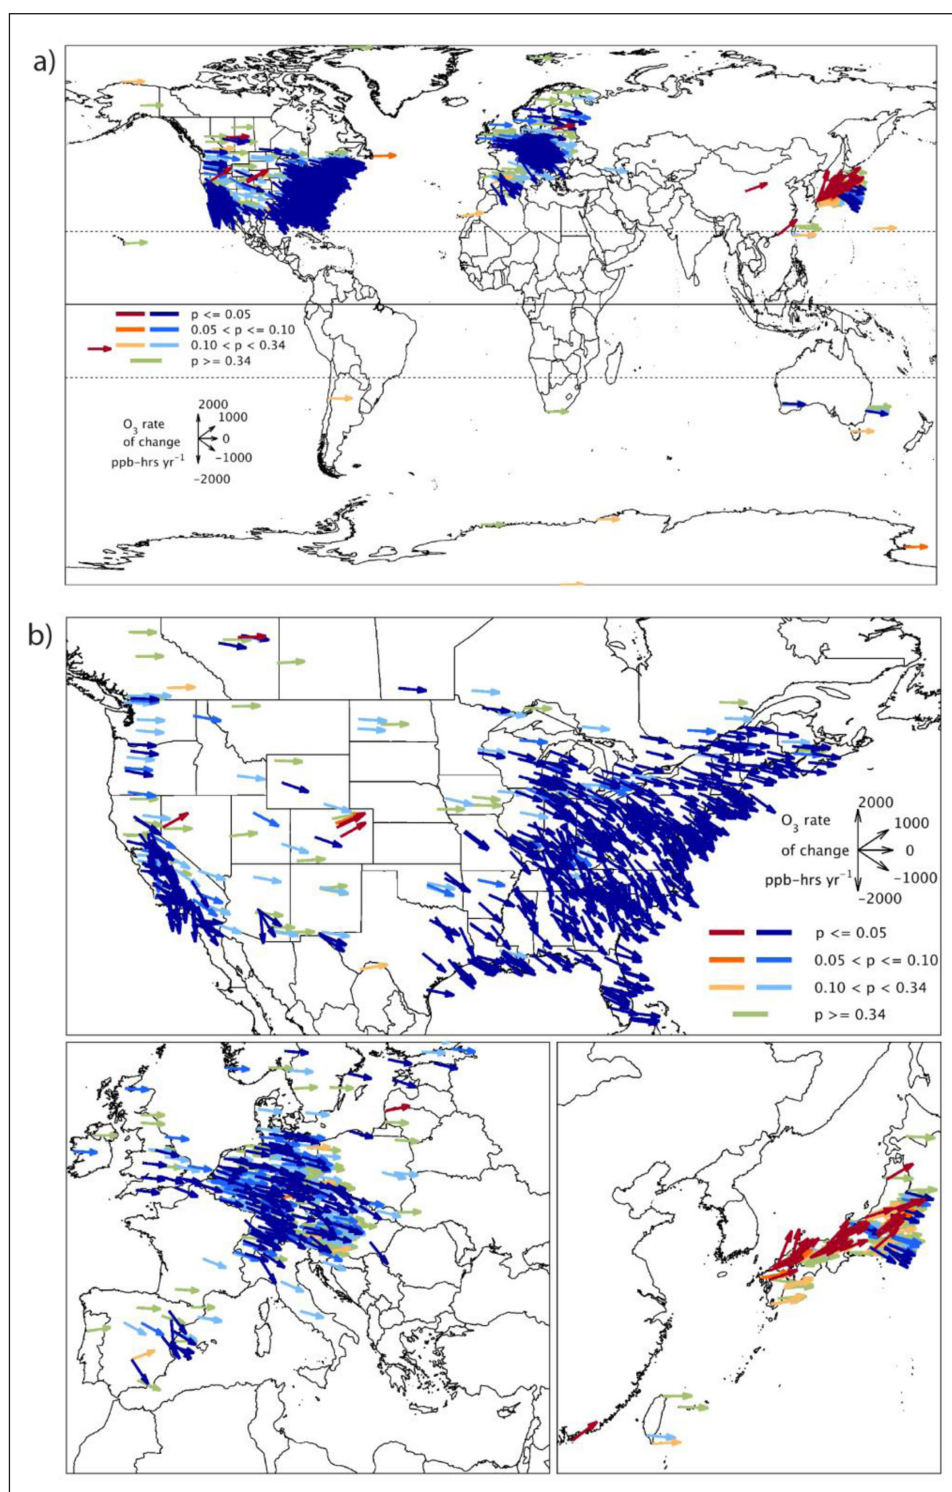 a)
p <= 0.05
0.05 < p <= 0.10
0.10 < p < 0.34
p >= 0.34
2000
O3 rate 1000
of change 0
ppb-hrs yr−1 −1000
−2000
b)
2000
O3 rate 1000
of change 0
ppb-hrs yr−1 −1000
−2000
p <= 0.05
0.05 < p <= 0.10
0.10 < p < 0.34
p >= 0.34